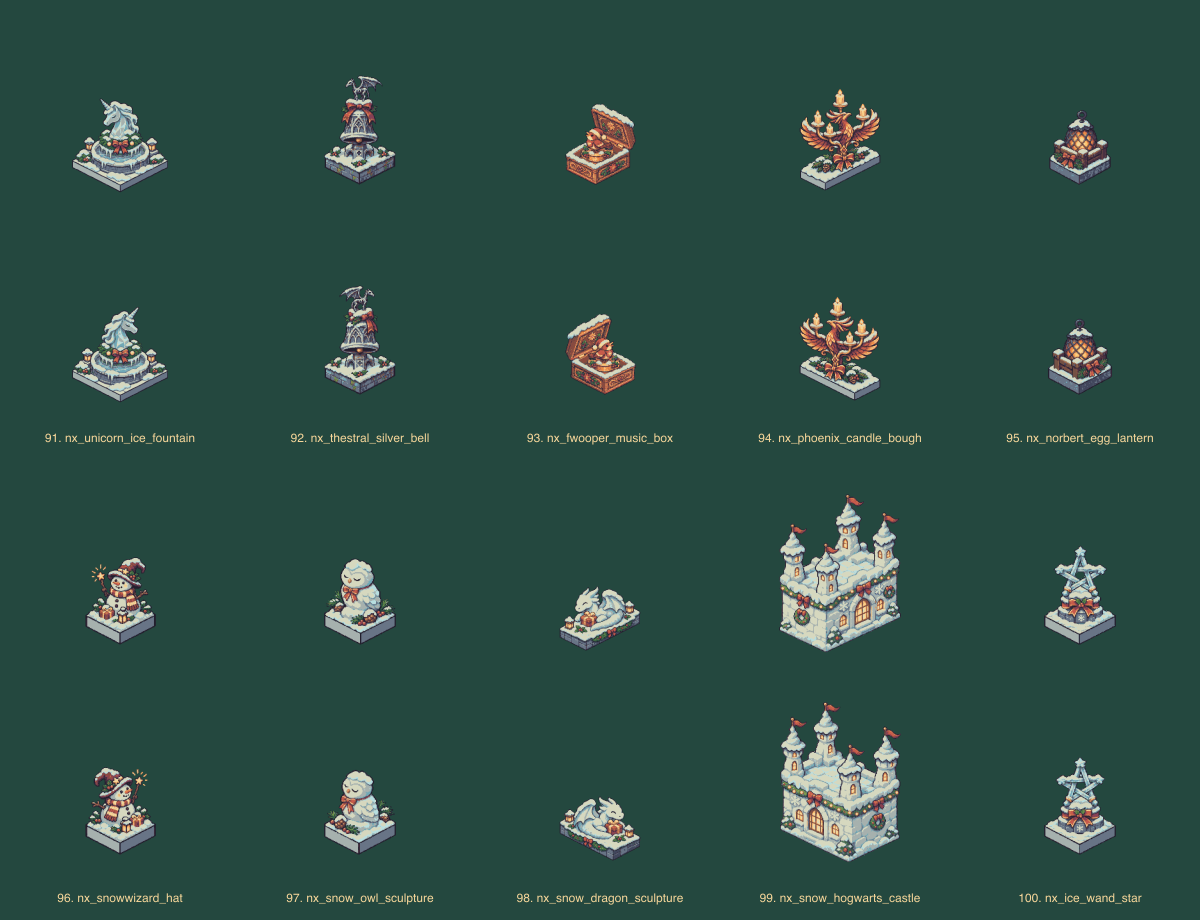 91. nx_unicorn_ice_fountain
92. nx_thestral_silver_bell
93. nx_fwooper_music_box
94. nx_phoenix_candle_bough
95. nx_norbert_egg_lantern
96. nx_snowwizard_hat
97. nx_snow_owl_sculpture
98. nx_snow_dragon_sculpture
99. nx_snow_hogwarts_castle
100. nx_ice_wand_star